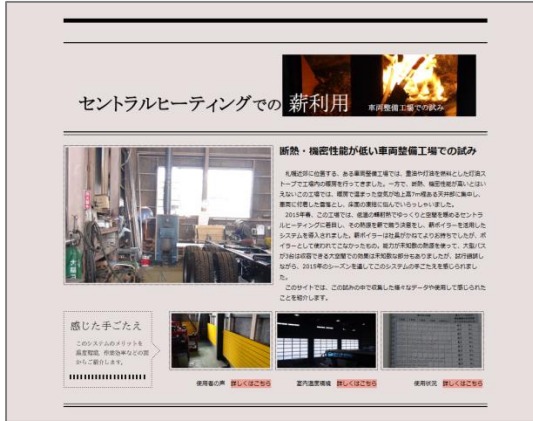 セントラルヒーティングでの 薪利用 車両整備工場での試み
断熱・機密性能が低い車両整備工場での試み
札幌近郊に位置する、ある車両整備工場では、重油や灯油を燃料とした灯油ス
トーブで工場内の暖房を行ってきました。一方で、断熱、機密性能が高いとはい
えないこの工場では、暖房で温まった空気が地上高7m程ある天井部に集中し、
車両に付着した雪落とし、床面の凍結に悩んでいらっしゃいました。
2015年春、この工場では、低温の輻射熱でゆっくりと空間を暖めるセントラ
ルヒーティングに着目し、その熱源を薪で賄う決意をし、薪ボイラーを活用した
システムを導入されました。薪ボイラーは社長がかねてよりお持ちでしたが、ボ
イラーとして使われてこなかったもの。能力が未知数の熱源を使って、大型バス
が3台は収容できる大空間での効果は未知数な部分もありましたが、試行錯誤し
ながら、2015年のシーズンを通してこのシステムの手ごたえを感じられまし
た。
このサイトでは、この試みの中で収集した様々なデータや使用して感じられた
ことを紹介します。
感じた手ごたえ
このシステムのメリットを
温度環境、作業効率などの面
からご紹介します。
使用者の声 詳しくはこちら
室内温度環境 詳しくはこちら
使用状況 詳しくはこちら